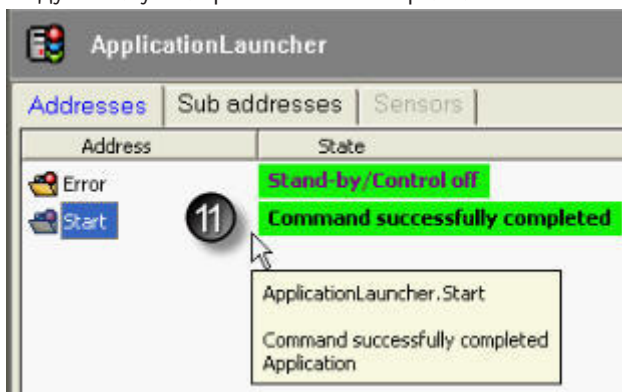 ApplicationLauncher
Addresses Sub addresses Sensors
Address State
Error Stand-by/Control off
Start 11 Command successfully completed
ApplicationLauncher.Start
Command successfully completed
Application